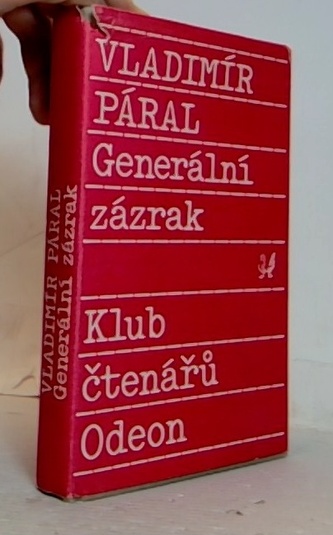 VLADIMÍR
PÁRAL
Generální
zázrak
Klub
čtenářů
Odeon
VLADIMÍR PÁRAL
Generální zázrak